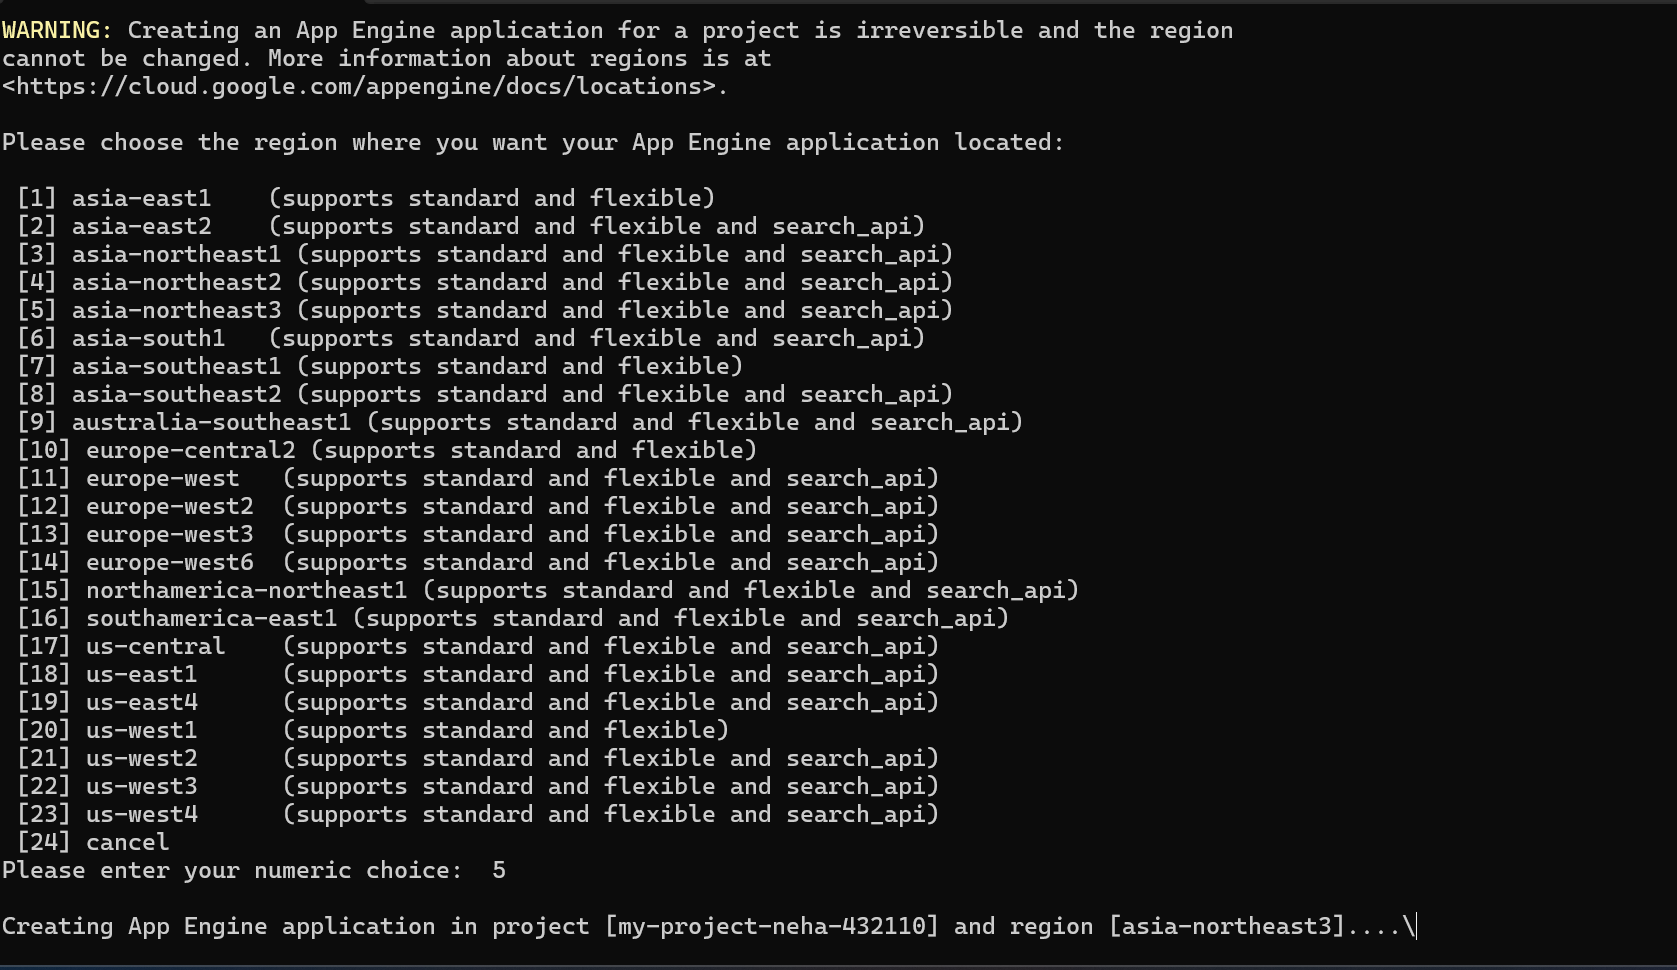 WARNING: Creating an App Engine application for a project is irreversible and the region
cannot be changed. More information about regions is at
<https://cloud.google.com/appengine/docs/locations>.
Please choose the region where you want your App Engine application located:
[1] asia-east1    (supports standard and flexible)
[2] asia-east2    (supports standard and flexible and search_api)
[3] asia-northeast1 (supports standard and flexible and search_api)
[4] asia-northeast2 (supports standard and flexible and search_api)
[5] asia-northeast3 (supports standard and flexible and search_api)
[6] asia-south1   (supports standard and flexible and search_api)
[7] asia-southeast1 (supports standard and flexible)
[8] asia-southeast2 (supports standard and flexible and search_api)
[9] australia-southeast1 (supports standard and flexible and search_api)
[10] europe-central2 (supports standard and flexible)
[11] europe-west   (supports standard and flexible and search_api)
[12] europe-west2  (supports standard and flexible and search_api)
[13] europe-west3  (supports standard and flexible and search_api)
[14] europe-west6  (supports standard and flexible and search_api)
[15] northamerica-northeast1 (supports standard and flexible and search_api)
[16] southamerica-east1 (supports standard and flexible and search_api)
[17] us-central    (supports standard and flexible and search_api)
[18] us-east1      (supports standard and flexible and search_api)
[19] us-east4      (supports standard and flexible and search_api)
[20] us-west1      (supports standard and flexible)
[21] us-west2      (supports standard and flexible and search_api)
[22] us-west3      (supports standard and flexible and search_api)
[23] us-west4      (supports standard and flexible and search_api)
[24] cancel
Please enter your numeric choice:  5
Creating App Engine application in project [my-project-neha-432110] and region [asia-northeast3]....\